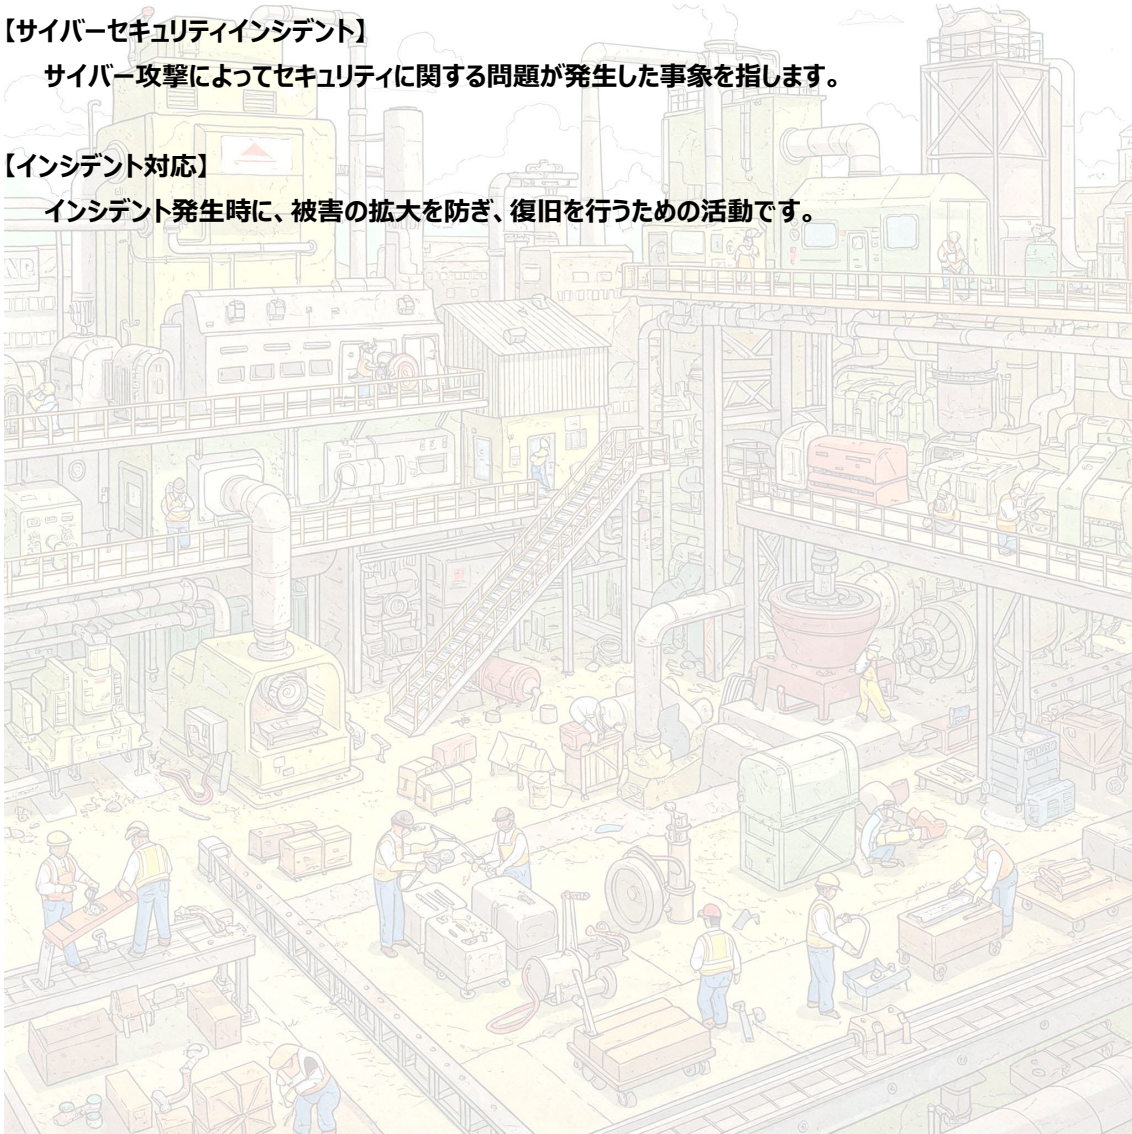 【サイバーセキュリティインシデント】
サイバー攻撃によってセキュリティに関する問題が発生した事象を指します。
【インシデント対応】
インシデント発生時に、被害の拡大を防ぎ、復旧を行うための活動です。